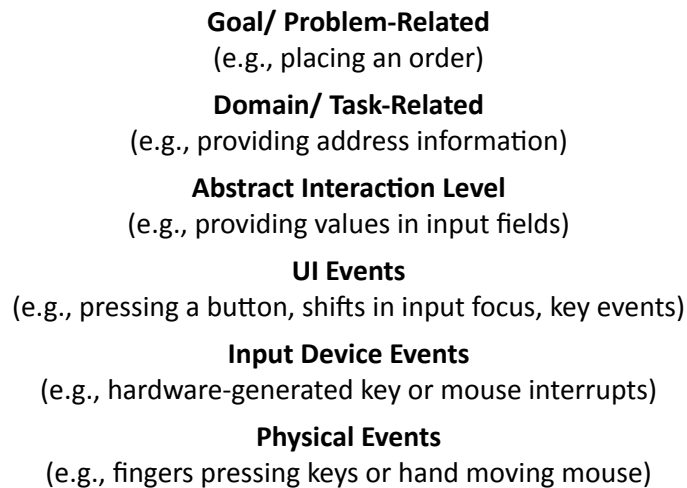 Goal/ Problem-Related
(e.g., placing an order)
Domain/ Task-Related
(e.g., providing address information)
Abstract Interaction Level
(e.g., providing values in input fields)
UI Events
(e.g., pressing a button, shifts in input focus, key events)
Input Device Events
(e.g., hardware-generated key or mouse interrupts)
Physical Events
(e.g., fingers pressing keys or hand moving mouse)